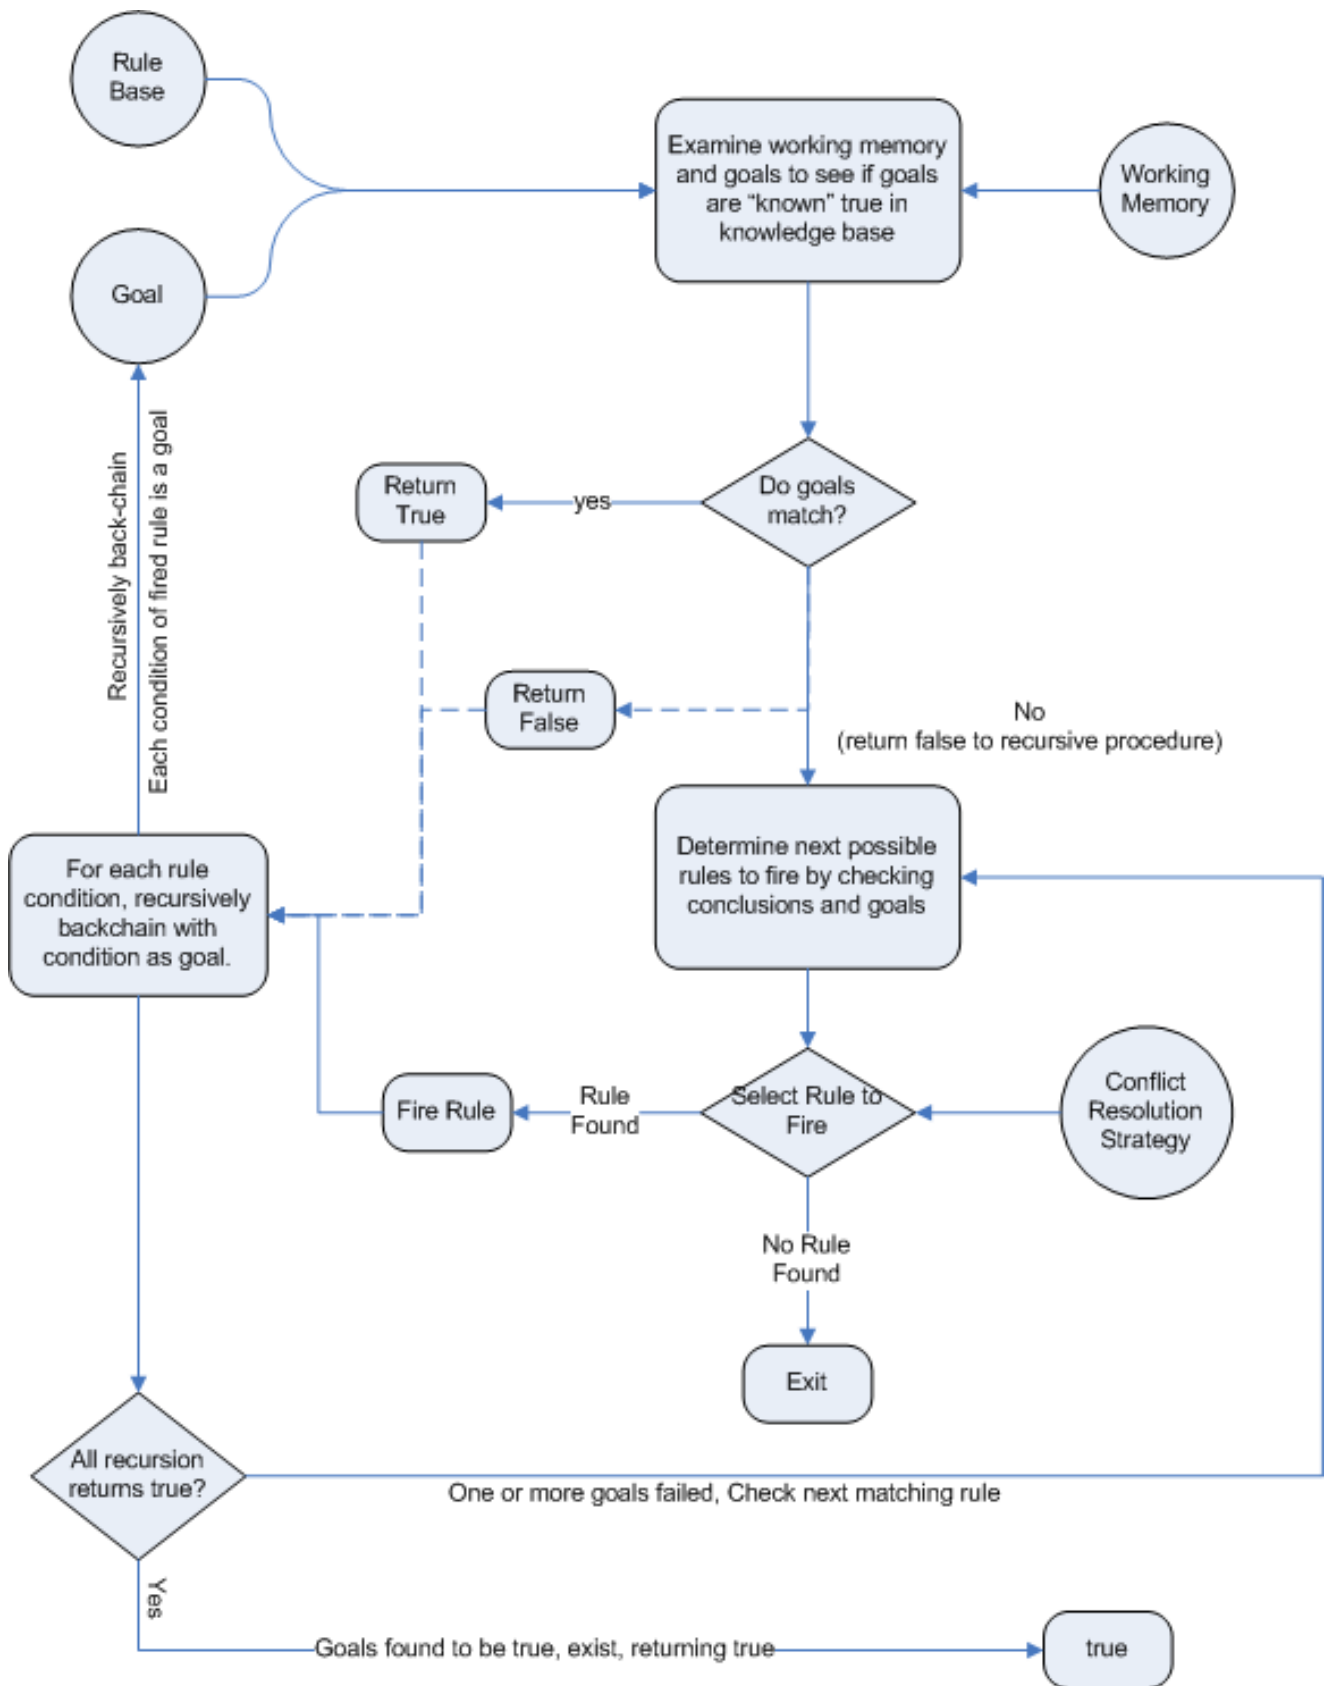 Rule
Base
Examine working memory
and goals to see if goals
are “known” true in
knowledge base
Working
Memory
Goal
Recursively back-chain
Each condition of fired rule is a goal
Return
True
yes
Do goals
match?
Return
False
No
(return false to recursive procedure)
For each rule
condition, recursively
backchain with
condition as goal.
Determine next possible
rules to fire by checking
conclusions and goals
Fire Rule
Rule
Found
Select Rule to
Fire
Conflict
Resolution
Strategy
No Rule
Found
Exit
All recursion
returns true?
One or more goals failed, Check next matching rule
Yes
Goals found to be true, exist, returning true
true